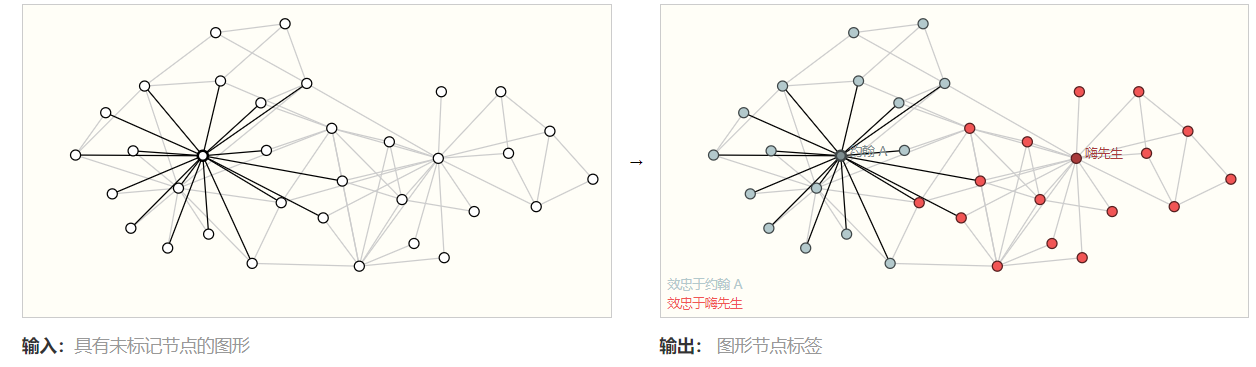 →
约翰 A
嗨先生
效忠于约翰 A
效忠于嗨先生
输入：具有未标记节点的图形
输出： 图形节点标签